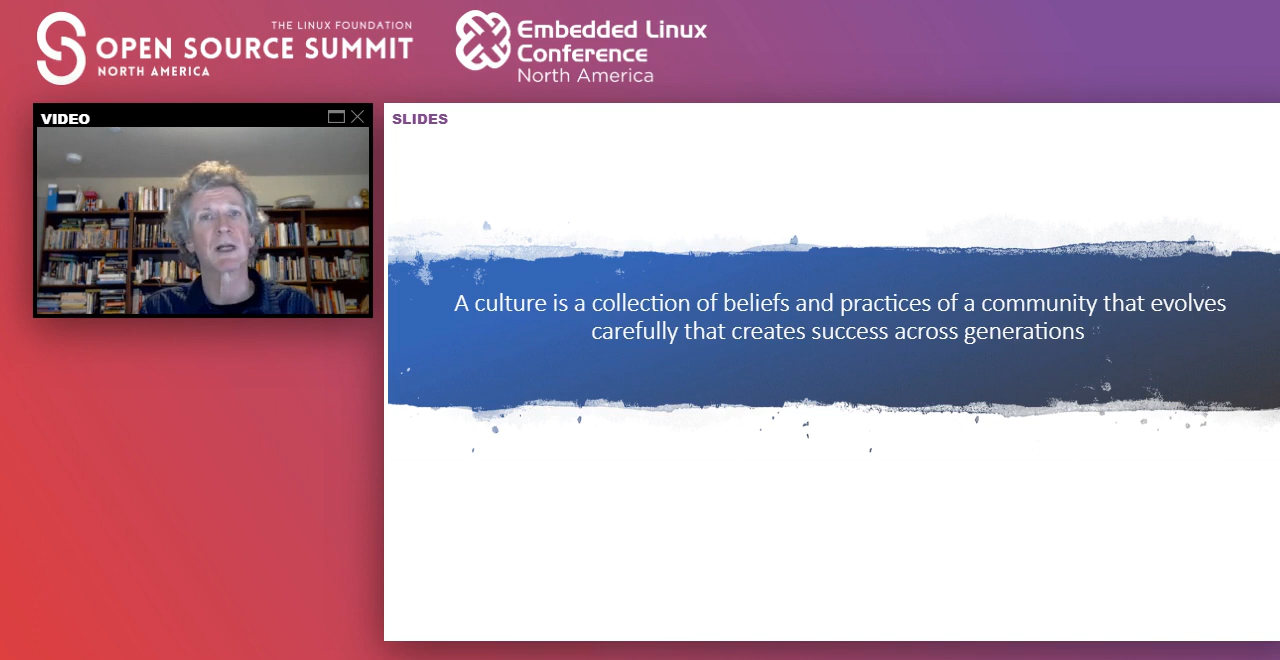 THE LINUX FOUNDATION
OPEN SOURCE SUMMIT
NORTH AMERICA
Embedded Linux
Conference
North America
VIDEO
SLIDES
A culture is a collection of beliefs and practices of a community that evolves
carefully that creates success across generations